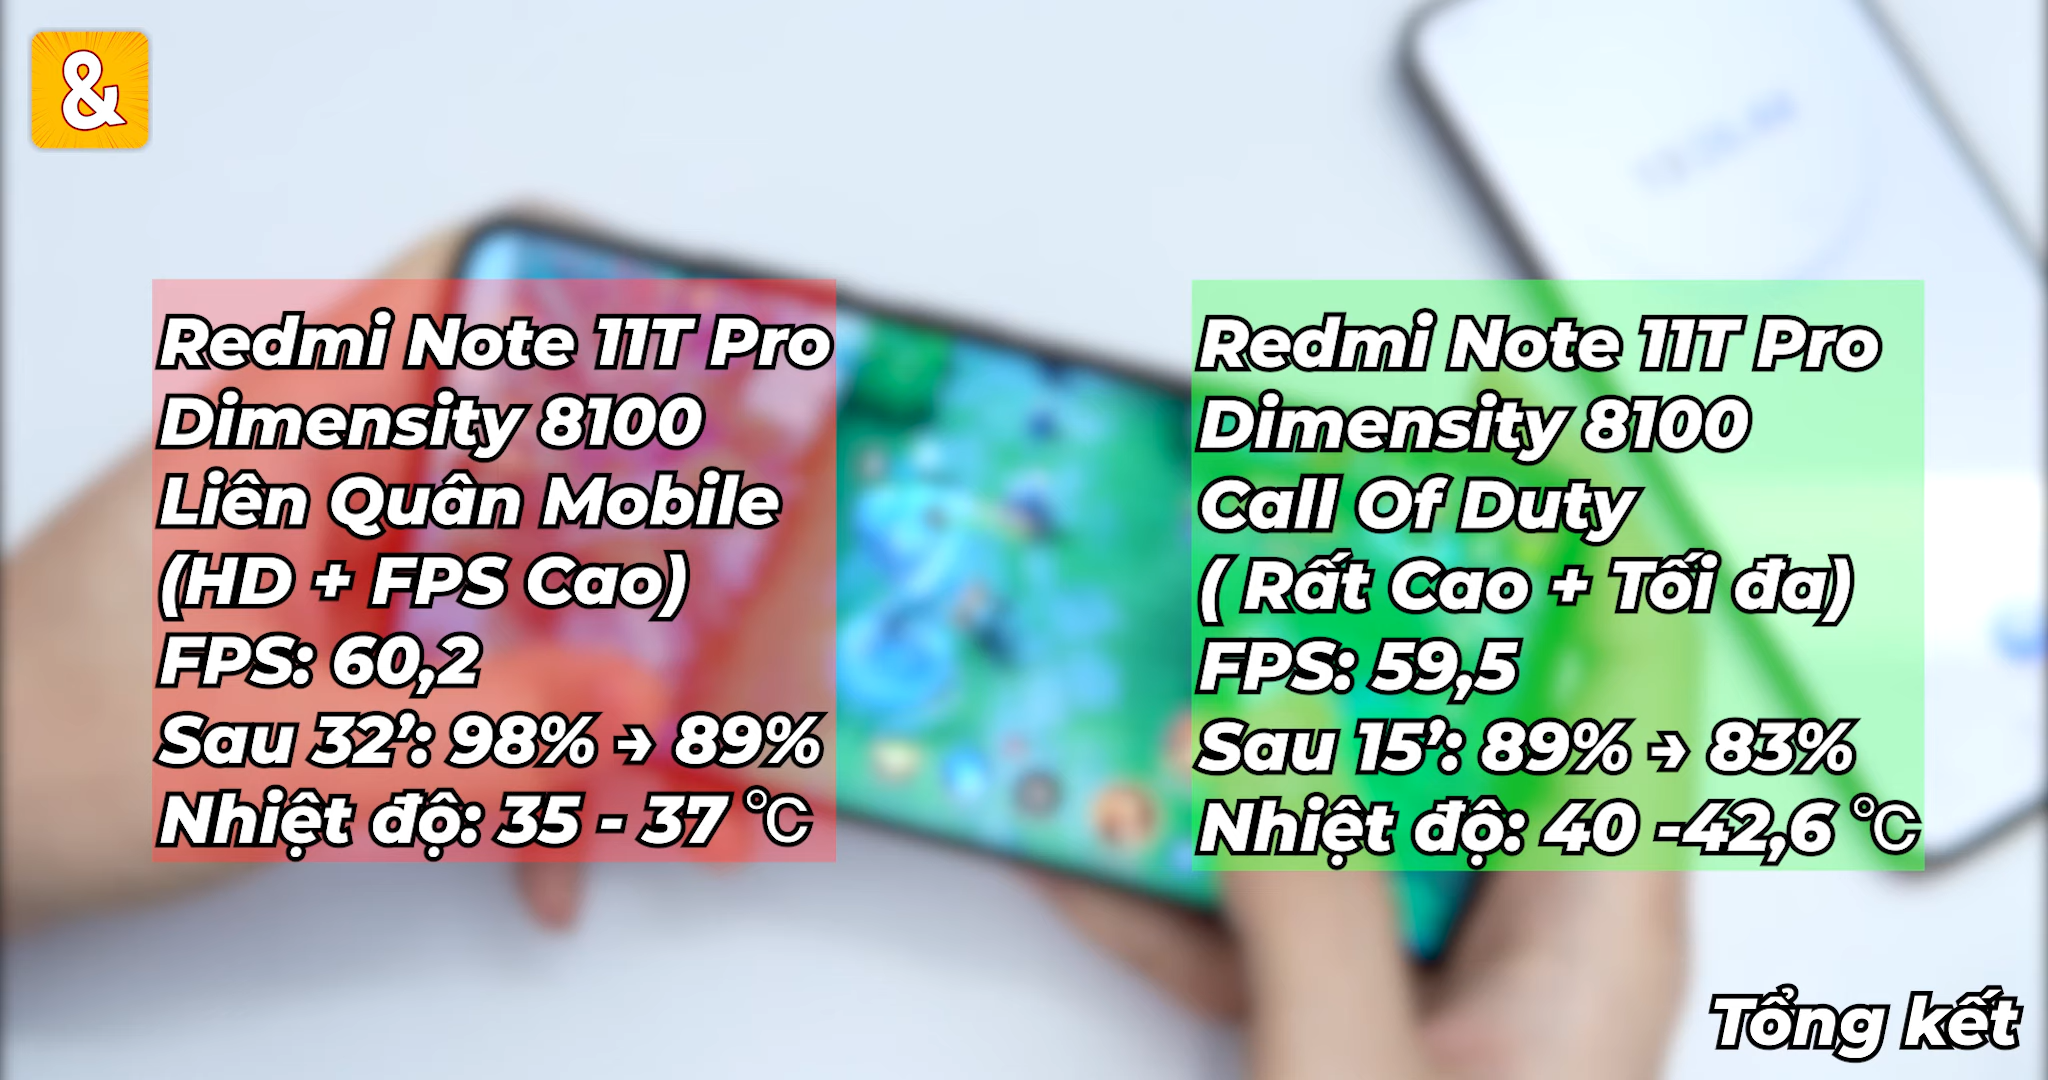 &
Redmi Note 11T Pro
Dimensity 8100
Liên Quân Mobile
(HD + FPS Cao)
FPS: 60,2
Sau 32’: 98% → 89%
Nhiệt độ: 35 - 37 ℃
Redmi Note 11T Pro
Dimensity 8100
Call Of Duty
( Rất Cao + Tối đa)
FPS: 59,5
Sau 15’: 89% → 83%
Nhiệt độ: 40 -42,6 ℃
Tổng kết